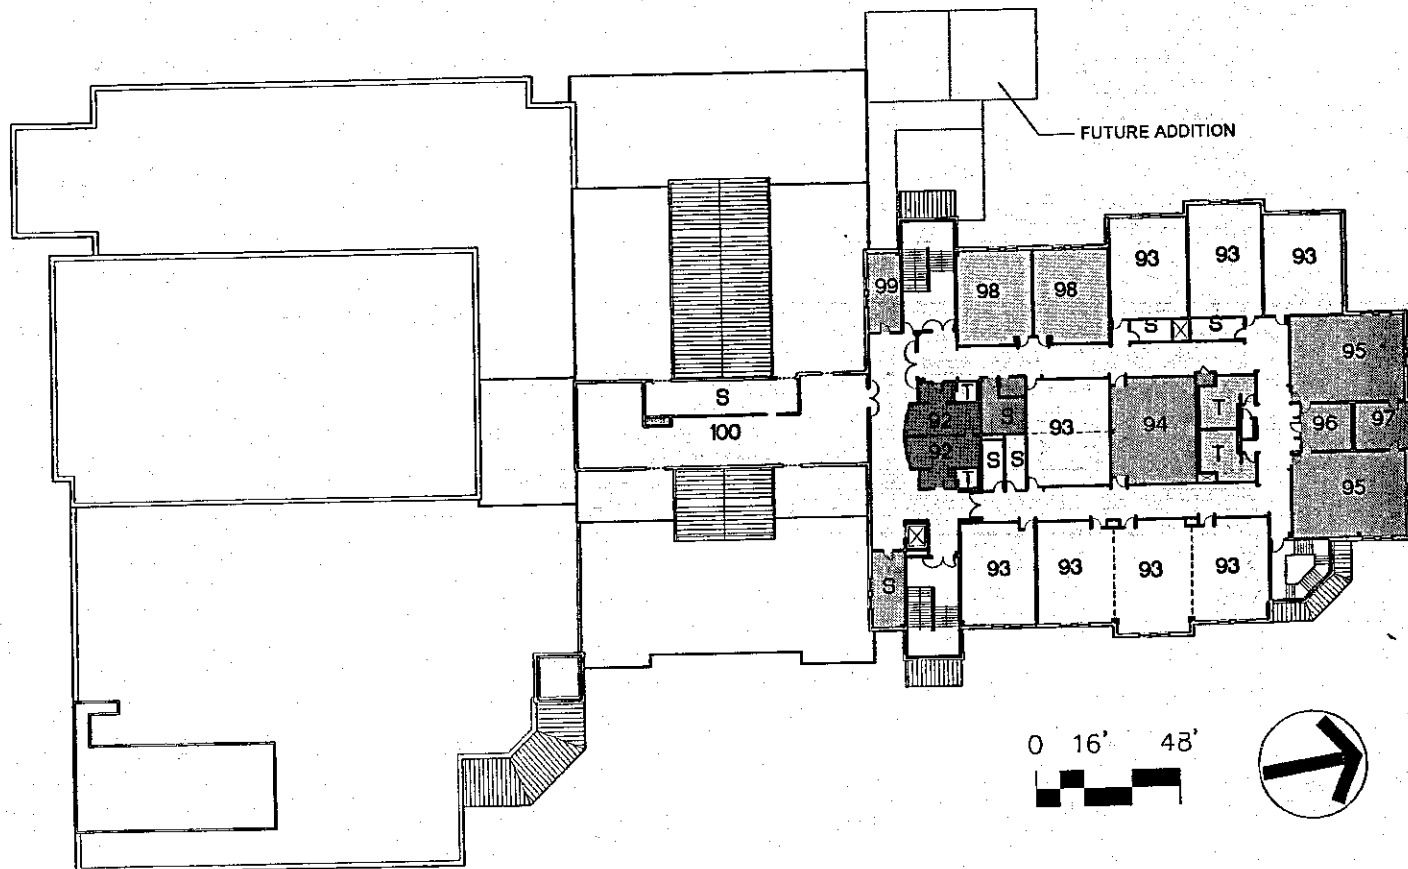 FUTURE ADDITION
93 93 93
99 98 98
S S
95
S
T
92 S T 96 97
100 93 94
92
S S T
T 95
S 93 93 93 93
0 16' 48'